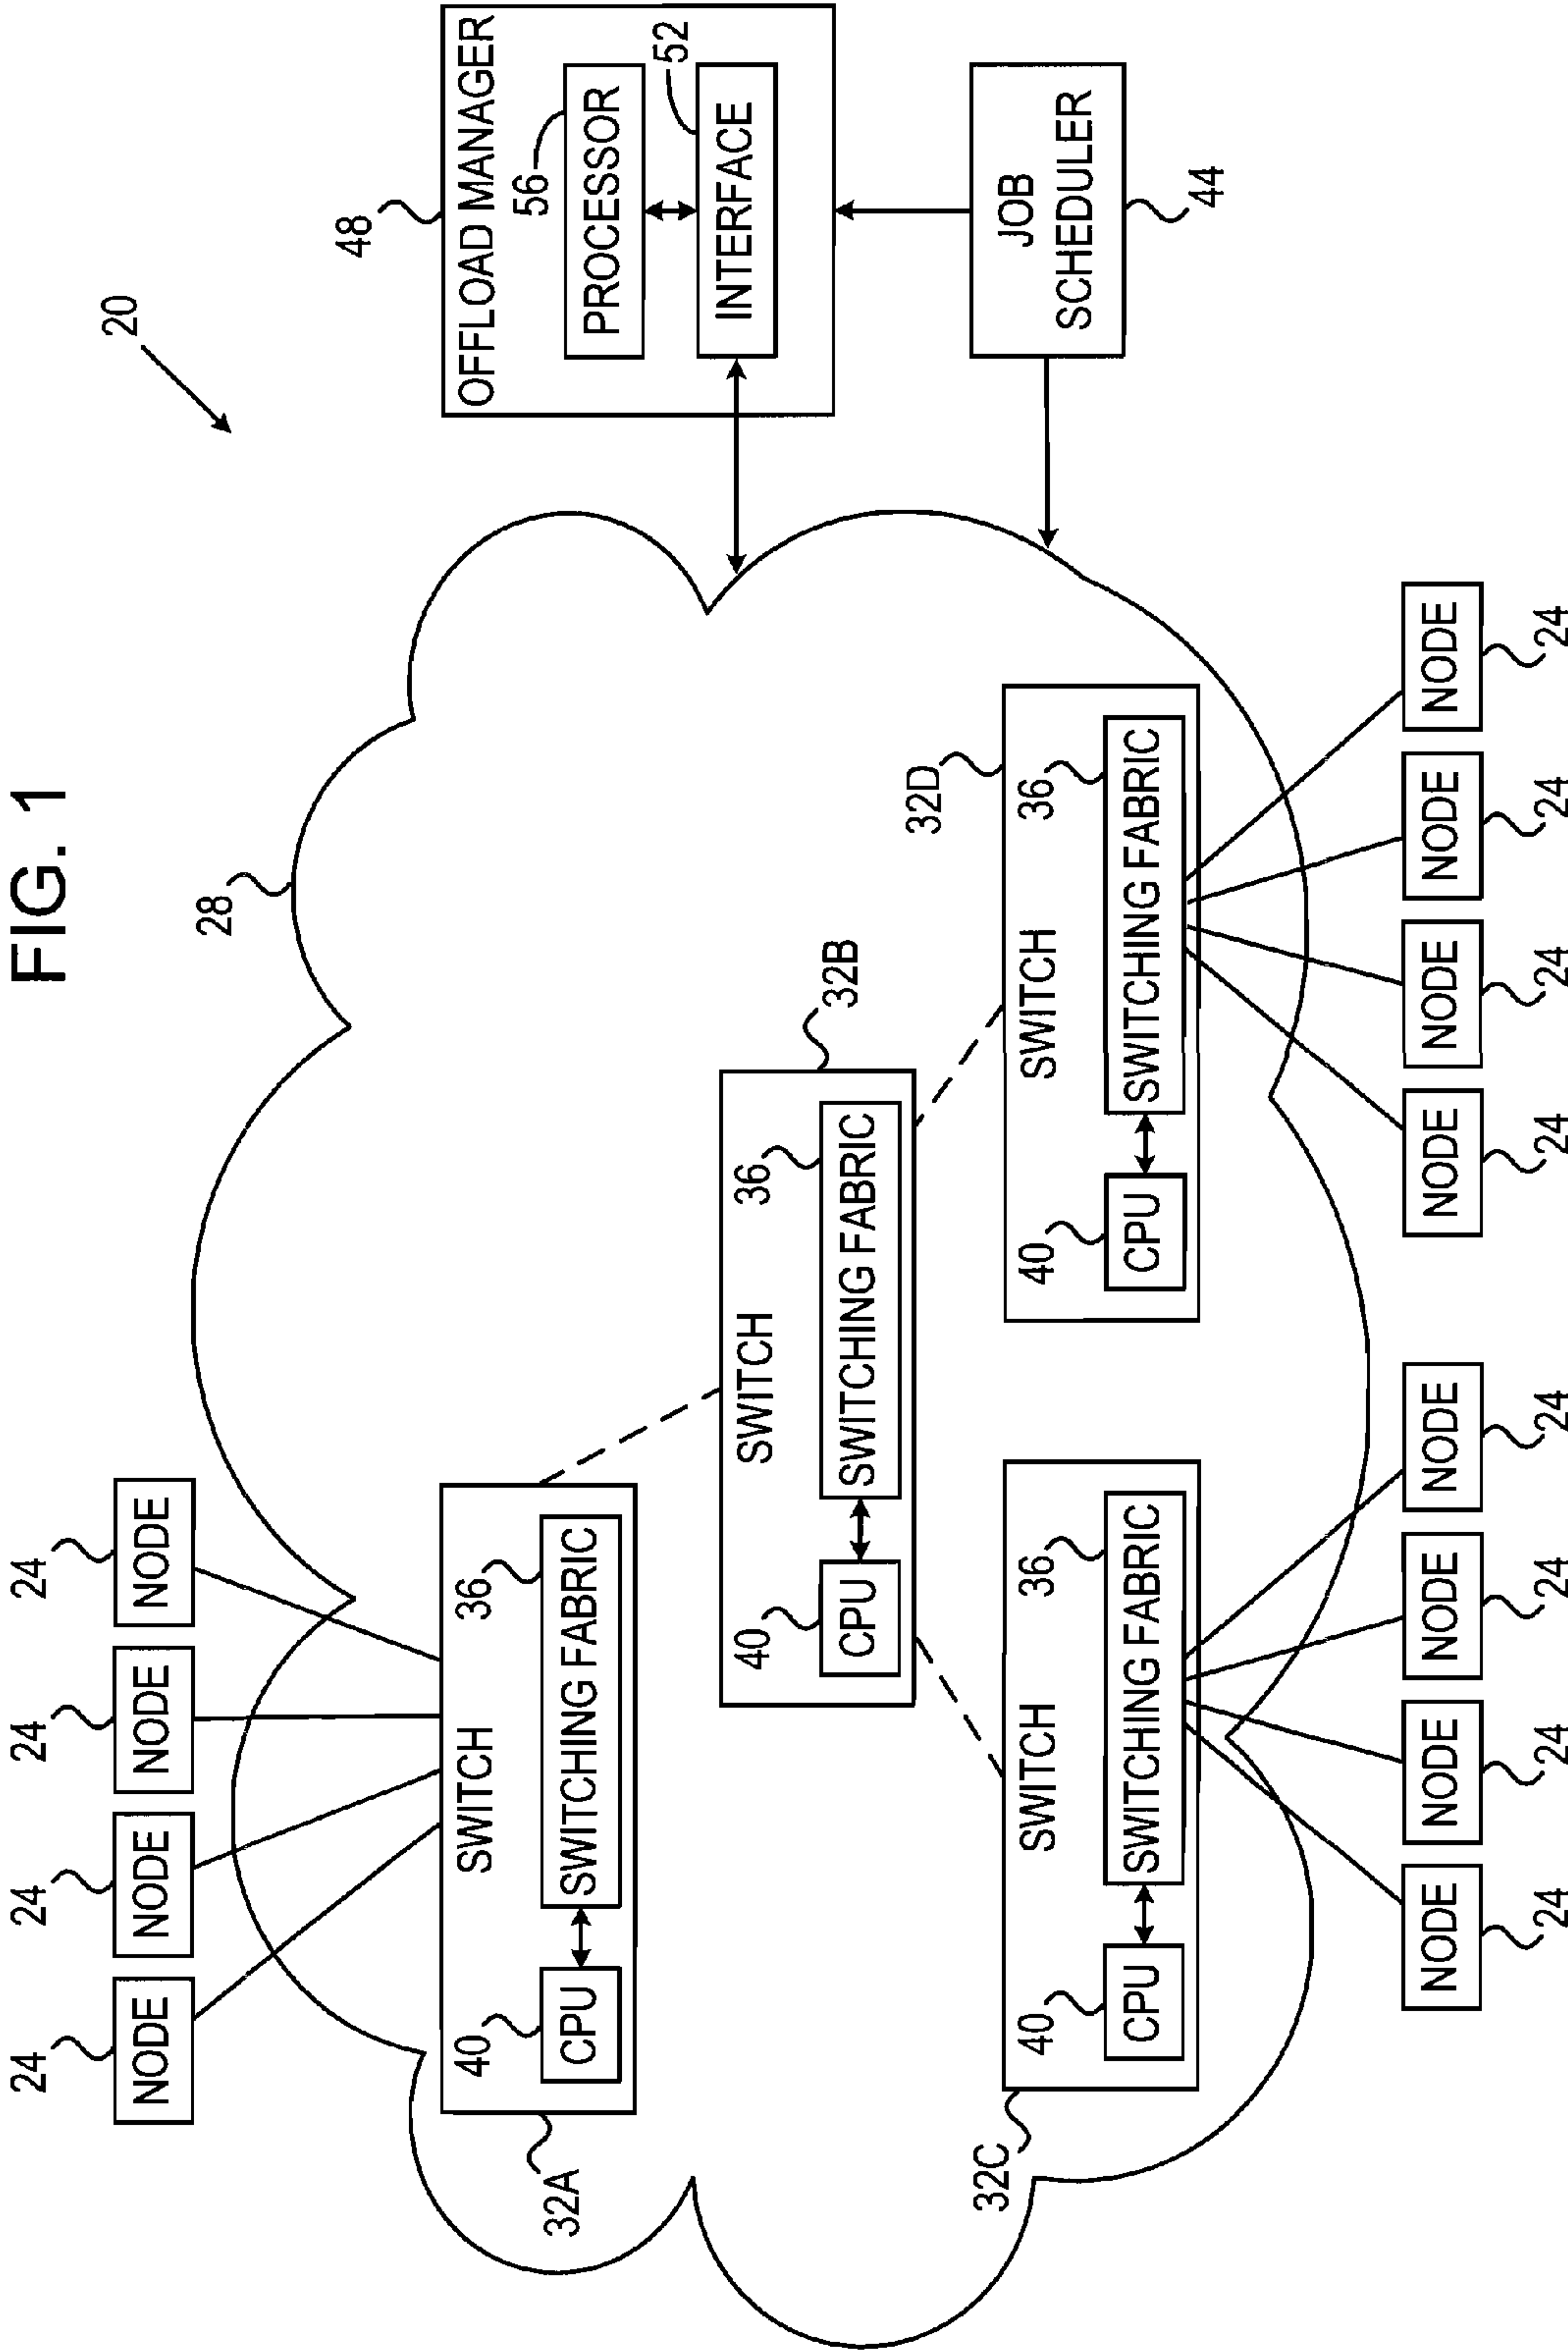 FIG. 1
20
24
24
24
24
NODE
NODE
NODE
NODE
28
48
OFFLOAD MANAGER
56
PROCESSOR
52
INTERFACE
32A
SWITCH
40
36
CPU
SWITCHING FABRIC
32B
SWITCH
40
36
CPU
SWITCHING FABRIC
JOB
SCHEDULER
44
32C
SWITCH
40
36
CPU
SWITCHING FABRIC
32D
SWITCH
40
36
CPU
SWITCHING FABRIC
NODE
NODE
NODE
NODE
NODE
NODE
NODE
NODE
24
24
24
24
24
24
24
24